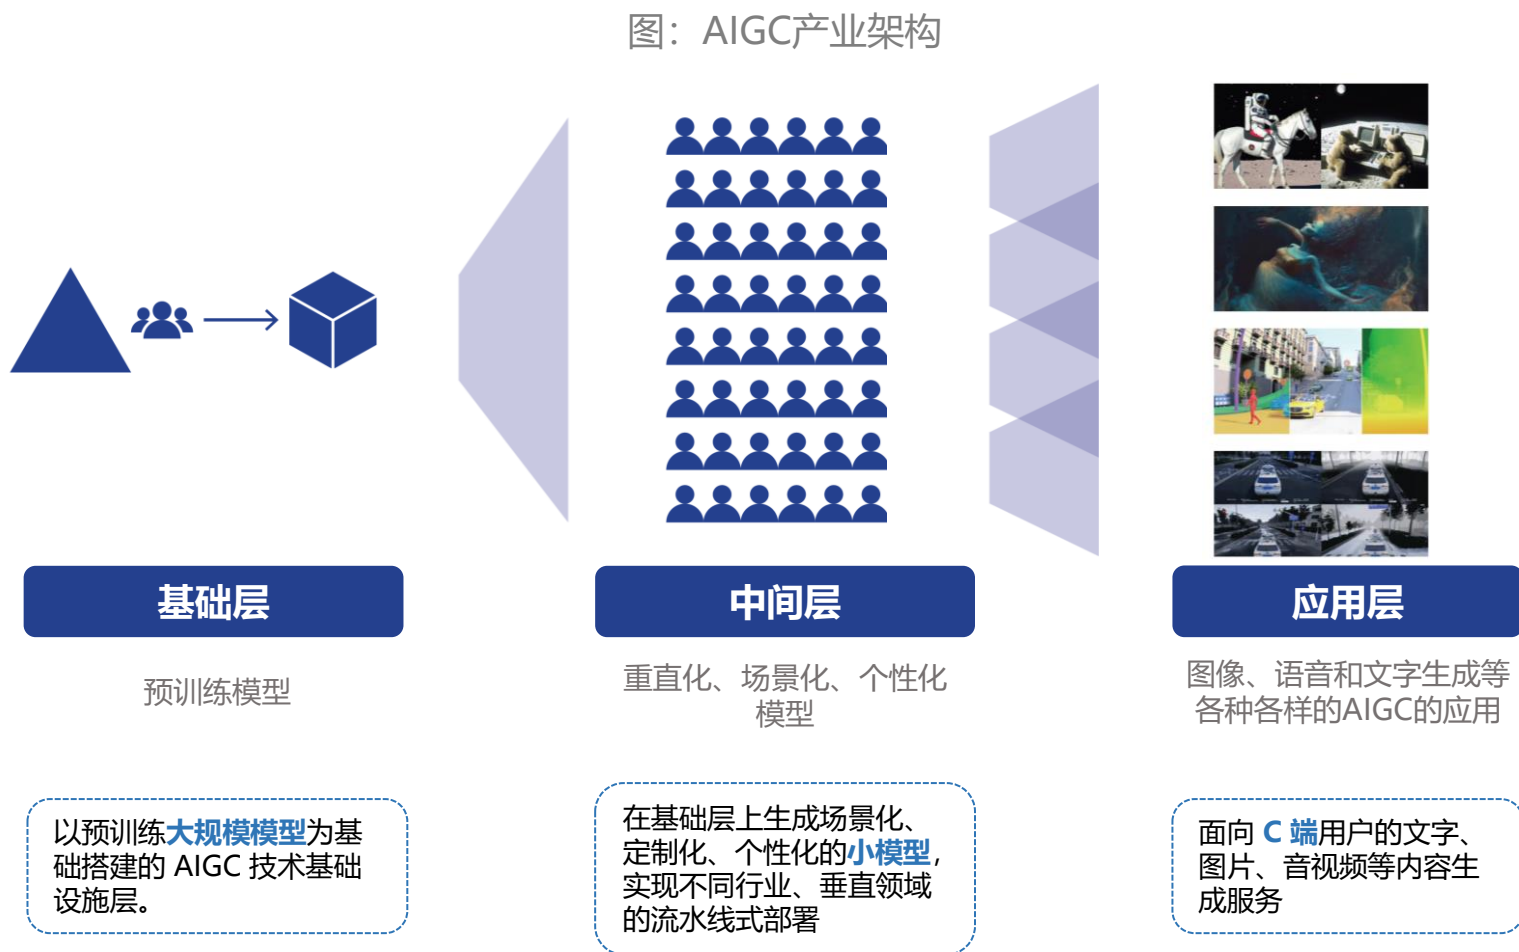 图：AIGC产业架构
基础层
中间层
应用层
预训练模型
重直化、场景化、个性化
模型
图像、语音和文字生成等
各种各样的AIGC的应用
以预训练大规模模型为基
础搭建的 AIGC 技术基础
设施层。
在基础层上生成场景化、
定制化、个性化的小模型，
实现不同行业、垂直领域
的流水线式部署
面向 C 端用户的文字、
图片、音视频等内容生
成服务